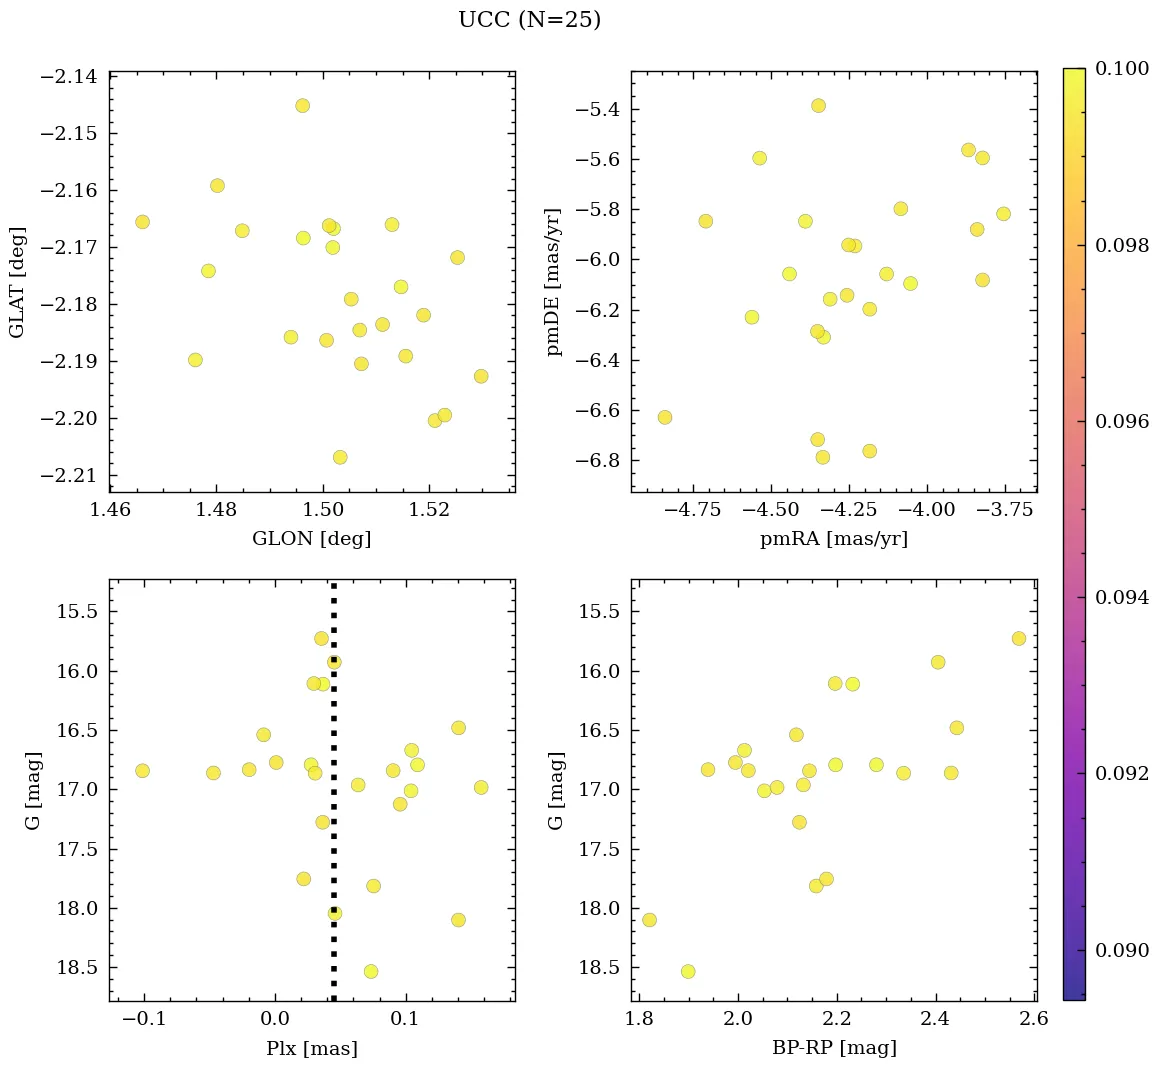 UCC (N=25)
−2.14
−2.15
−2.16
−2.17
−2.18
−2.19
−2.20
−2.21
GLAT [deg]
1.46 1.48 1.50 1.52
GLON [deg]
−5.4
−5.6
−5.8
−6.0
−6.2
−6.4
−6.6
−6.8
pmDE [mas/yr]
−4.75 −4.50 −4.25 −4.00 −3.75
pmRA [mas/yr]
15.5
16.0
16.5
17.0
17.5
18.0
18.5
G [mag]
−0.1 0.0 0.1
Plx [mas]
15.5
16.0
16.5
17.0
17.5
18.0
18.5
G [mag]
1.8 2.0 2.2 2.4 2.6
BP-RP [mag]
0.100
0.098
0.096
0.094
0.092
0.090